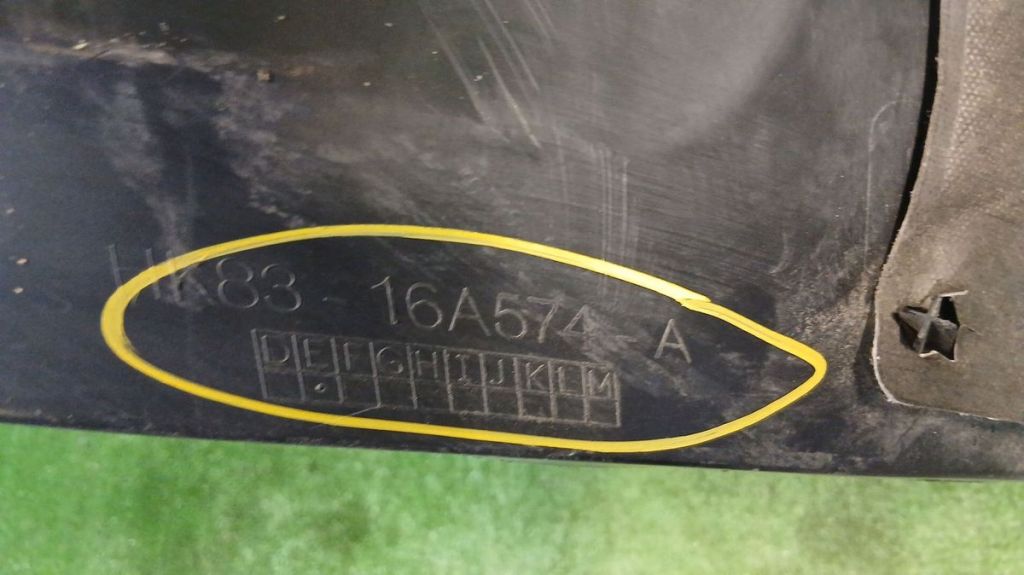 HK83 - 16A574 - A
D E F G H I J K L M